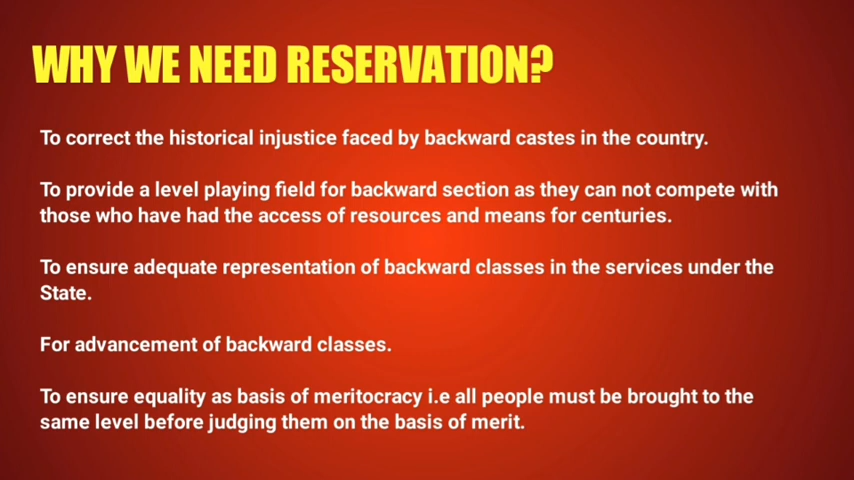 WHY WE NEED RESERVATION?
To correct the historical injustice faced by backward castes in the country.
To provide a level playing field for backward section as they can not compete with
those who have had the access of resources and means for centuries.
To ensure adequate representation of backward classes in the services under the
State.
For advancement of backward classes.
To ensure equality as basis of meritocracy i.e all people must be brought to the
same level before judging them on the basis of merit.